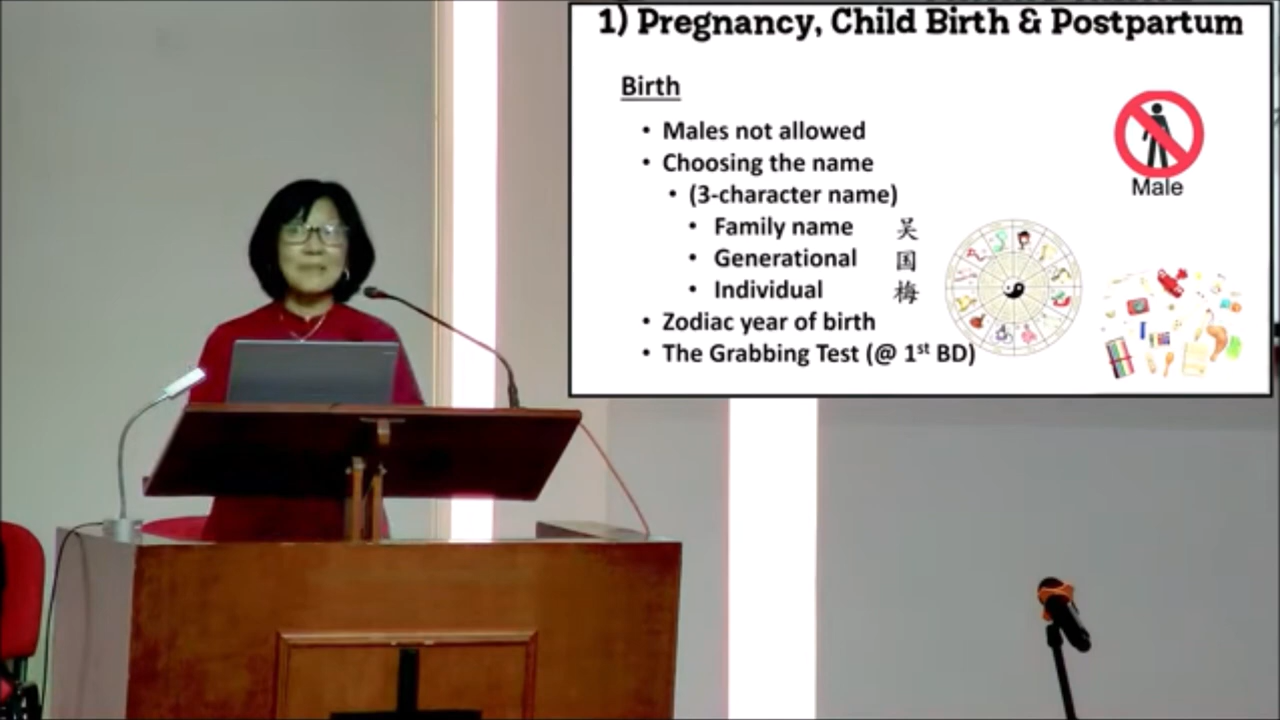 1) Pregnancy, Child Birth & Postpartum
Birth
• Males not allowed
• Choosing the name
• (3-character name)
• Family name 吴
• Generational 国
• Individual 梅
• Zodiac year of birth
• The Grabbing Test (@ 1st BD)
Male